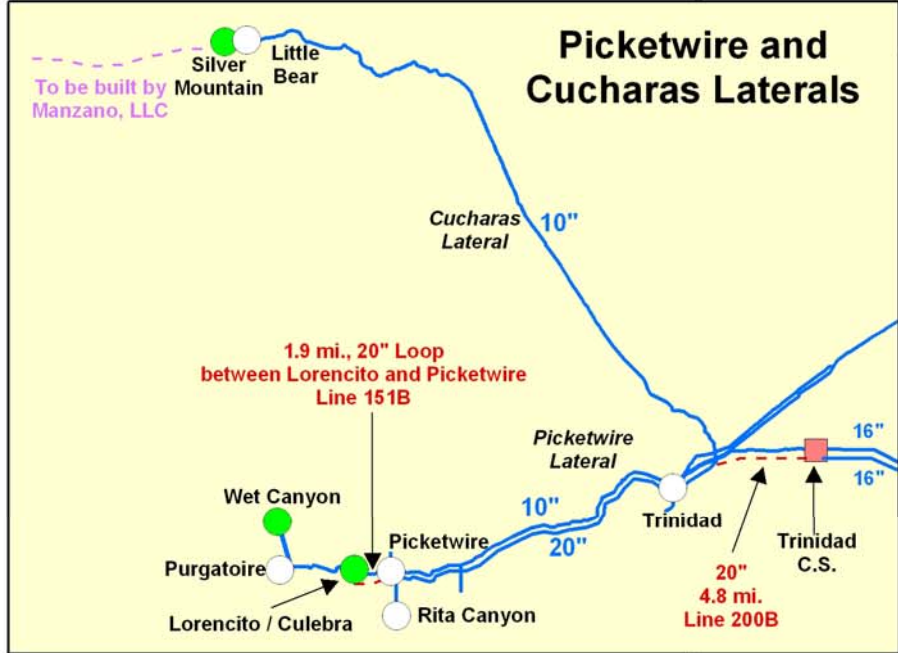 Picketwire and
Cucharas Laterals
Silver
Mountain
Little
Bear
To be built by
Manzano, LLC
Cucharas
Lateral
10"
1.9 mi., 20" Loop
between Lorencito and Picketwire
Line 151B
Picketwire
Lateral
16"
16"
Wet Canyon
10"
20"
Trinidad
Trinidad
C.S.
Picketwire
Purgatoire
20"
4.8 mi.
Line 200B
Lorencito / Culebra
Rita Canyon